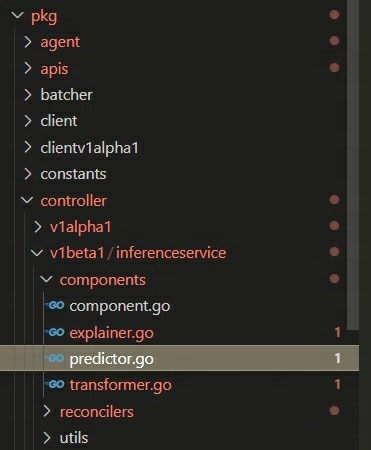 pkg
agent
apis
batcher
client
clientv1alpha1
constants
controller
v1alpha1
v1beta1/inferenceservice
components
GO component.go
GO explainer.go 1
GO predictor.go 1
GO transformer.go 1
reconcilers
utils